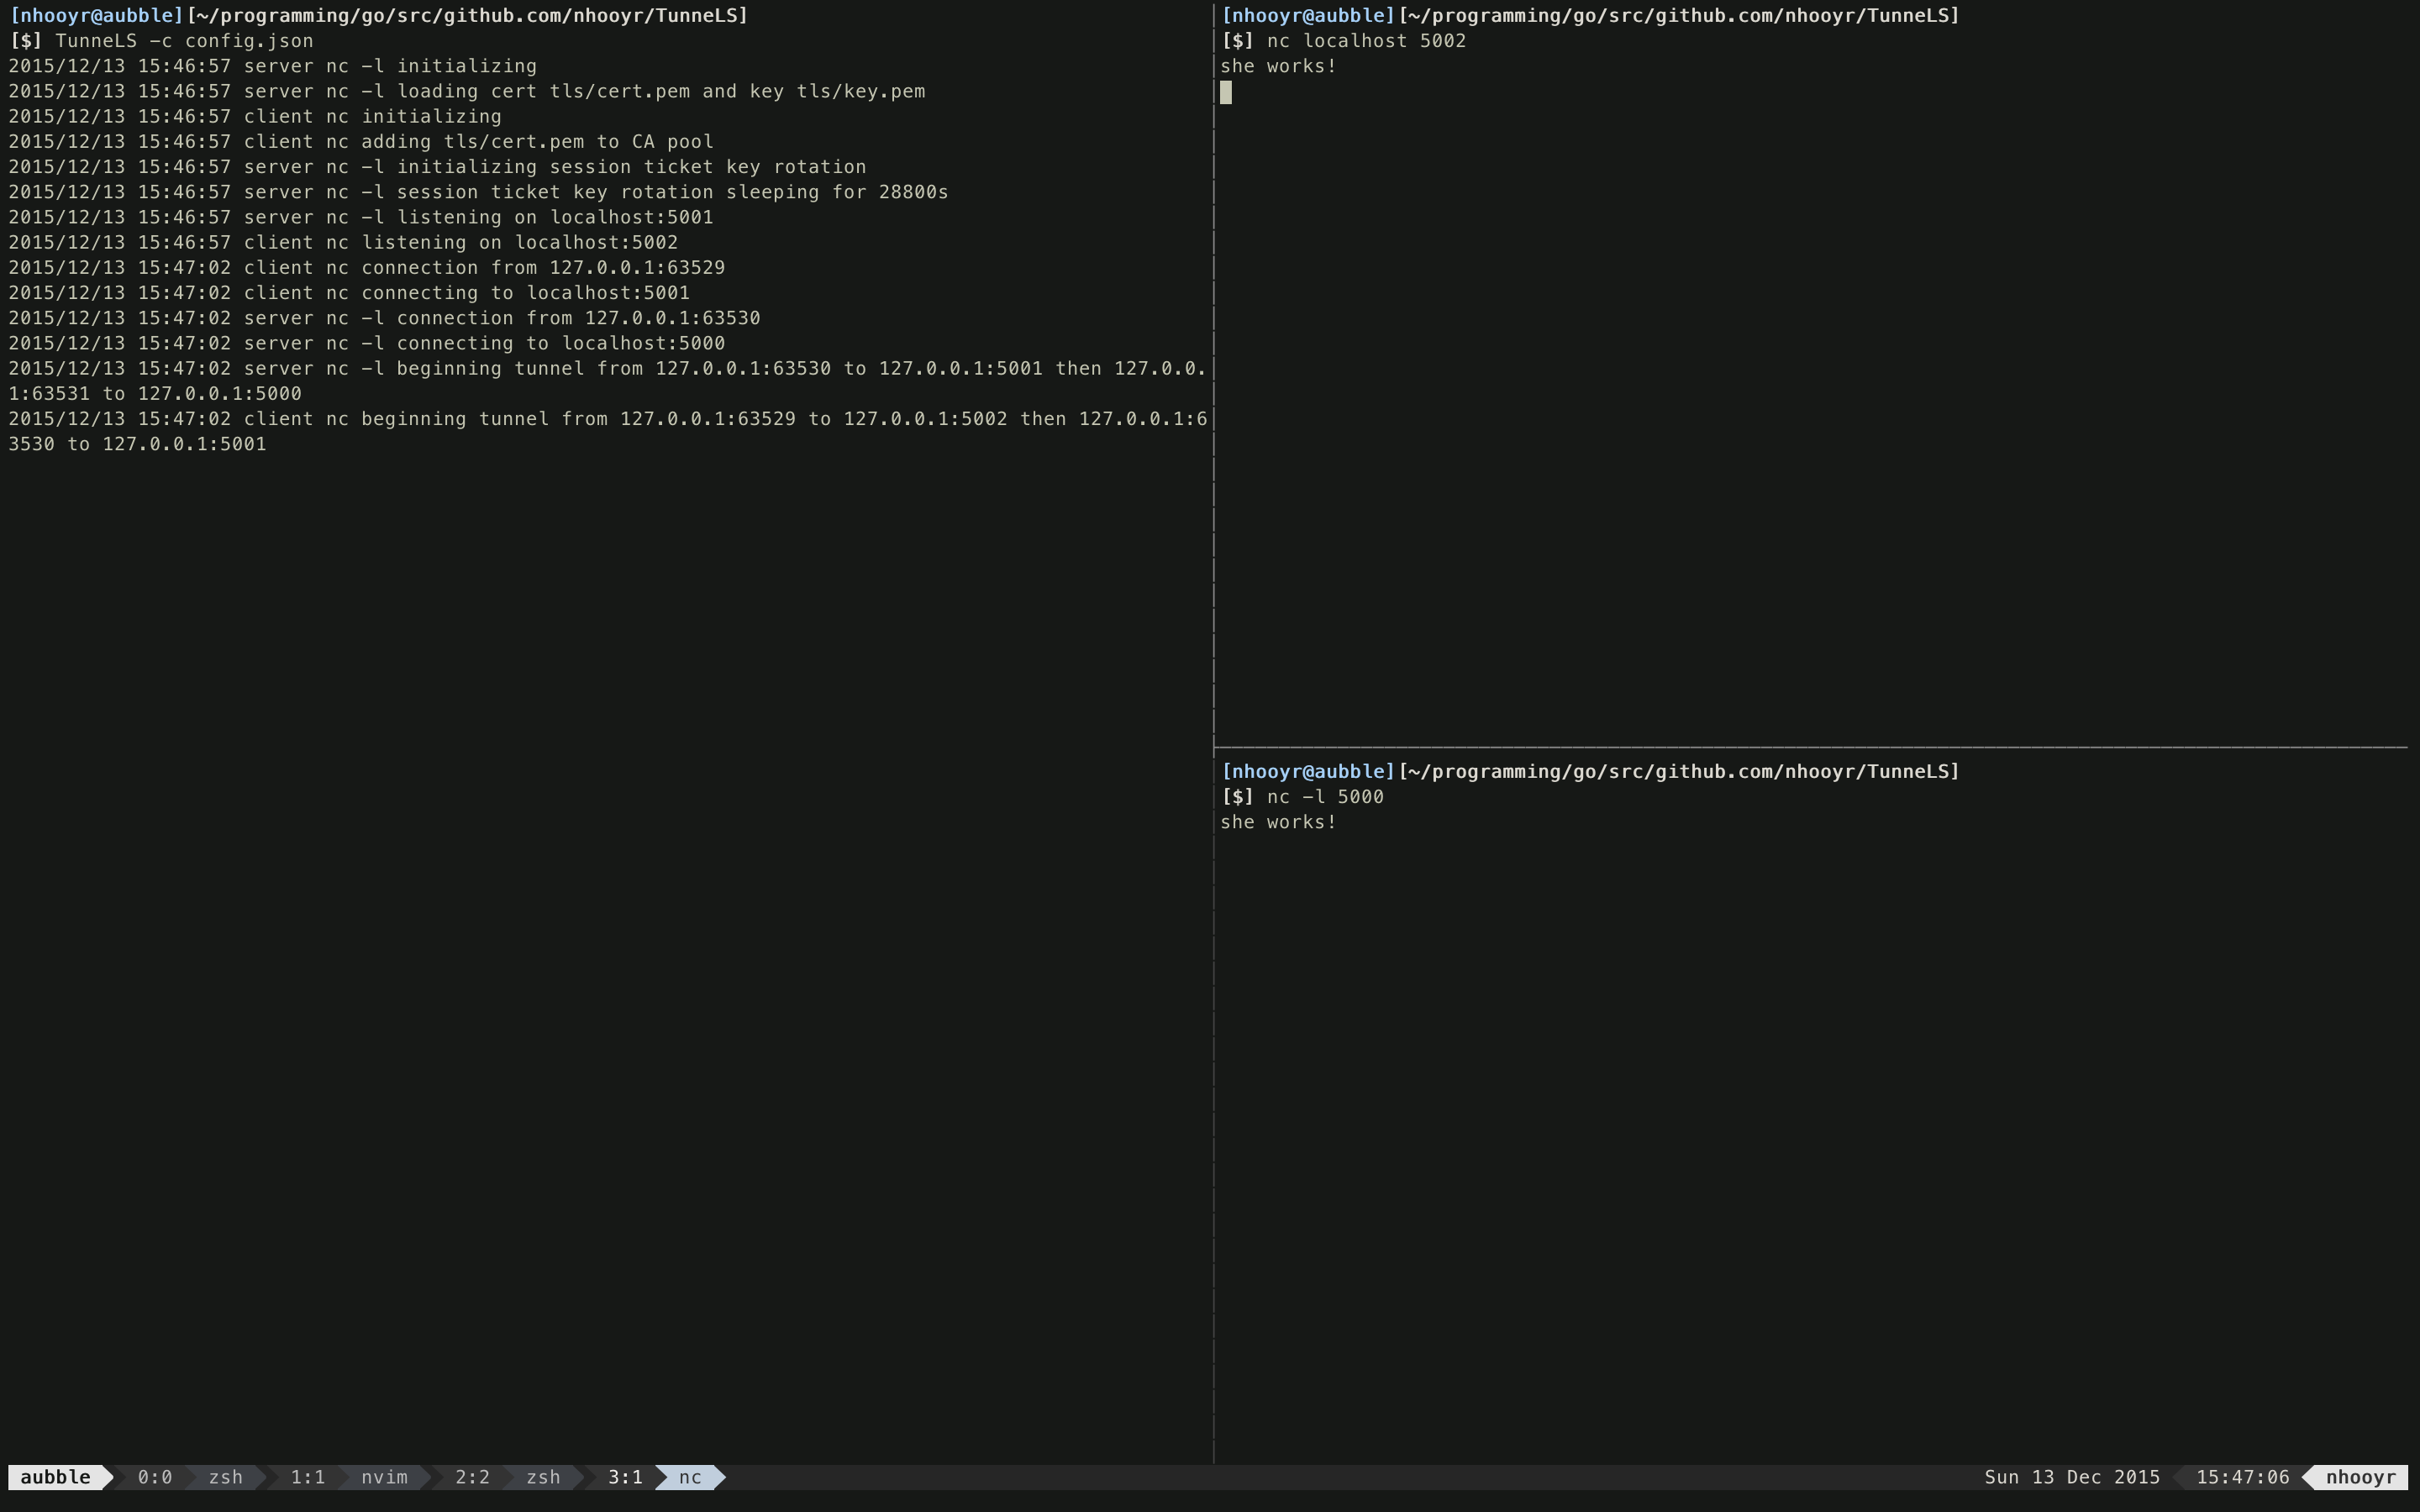 [nhooyr@aubble][~/programming/go/src/github.com/nhooyr/TunneLS]
[$] TunneLS -c config.json
2015/12/13 15:46:57 server nc -l initializing
2015/12/13 15:46:57 server nc -l loading cert tls/cert.pem and key tls/key.pem
2015/12/13 15:46:57 client nc initializing
2015/12/13 15:46:57 client nc adding tls/cert.pem to CA pool
2015/12/13 15:46:57 server nc -l initializing session ticket key rotation
2015/12/13 15:46:57 server nc -l session ticket key rotation sleeping for 28800s
2015/12/13 15:46:57 server nc -l listening on localhost:5001
2015/12/13 15:46:57 client nc listening on localhost:5002
2015/12/13 15:47:02 client nc connection from 127.0.0.1:63529
2015/12/13 15:47:02 client nc connecting to localhost:5001
2015/12/13 15:47:02 server nc -l connection from 127.0.0.1:63530
2015/12/13 15:47:02 server nc -l connecting to localhost:5000
2015/12/13 15:47:02 server nc -l beginning tunnel from 127.0.0.1:63530 to 127.0.0.1:5001 then 127.0.0.
1:63531 to 127.0.0.1:5000
2015/12/13 15:47:02 client nc beginning tunnel from 127.0.0.1:63529 to 127.0.0.1:5002 then 127.0.0.1:6
3530 to 127.0.0.1:5001
[nhooyr@aubble][~/programming/go/src/github.com/nhooyr/TunneLS]
[$] nc localhost 5002
she works!
[nhooyr@aubble][~/programming/go/src/github.com/nhooyr/TunneLS]
[$] nc -l 5000
she works!
aubble 0:0 zsh 1:1 nvim 2:2 zsh 3:1 nc Sun 13 Dec 2015 15:47:06 nhooyr